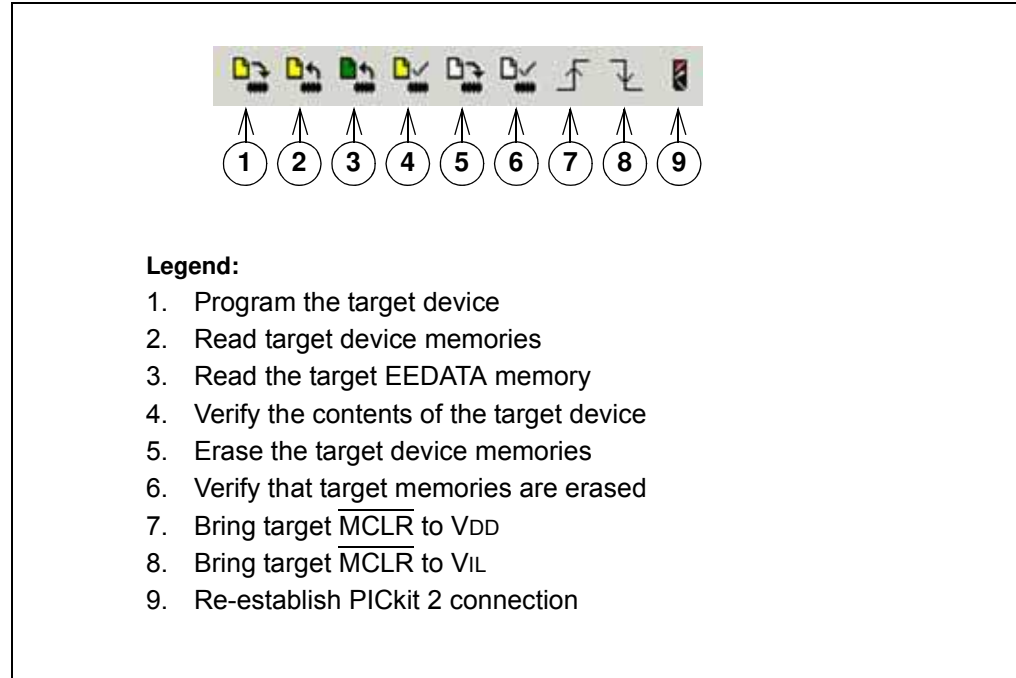 1 2 3 4 5 6 7 8 9
Legend:
1. Program the target device
2. Read target device memories
3. Read the target EEDATA memory
4. Verify the contents of the target device
5. Erase the target device memories
6. Verify that target memories are erased
7. Bring target M̅C̅L̅R̅ to VDD
8. Bring target M̅C̅L̅R̅ to VIL
9. Re-establish PICkit 2 connection